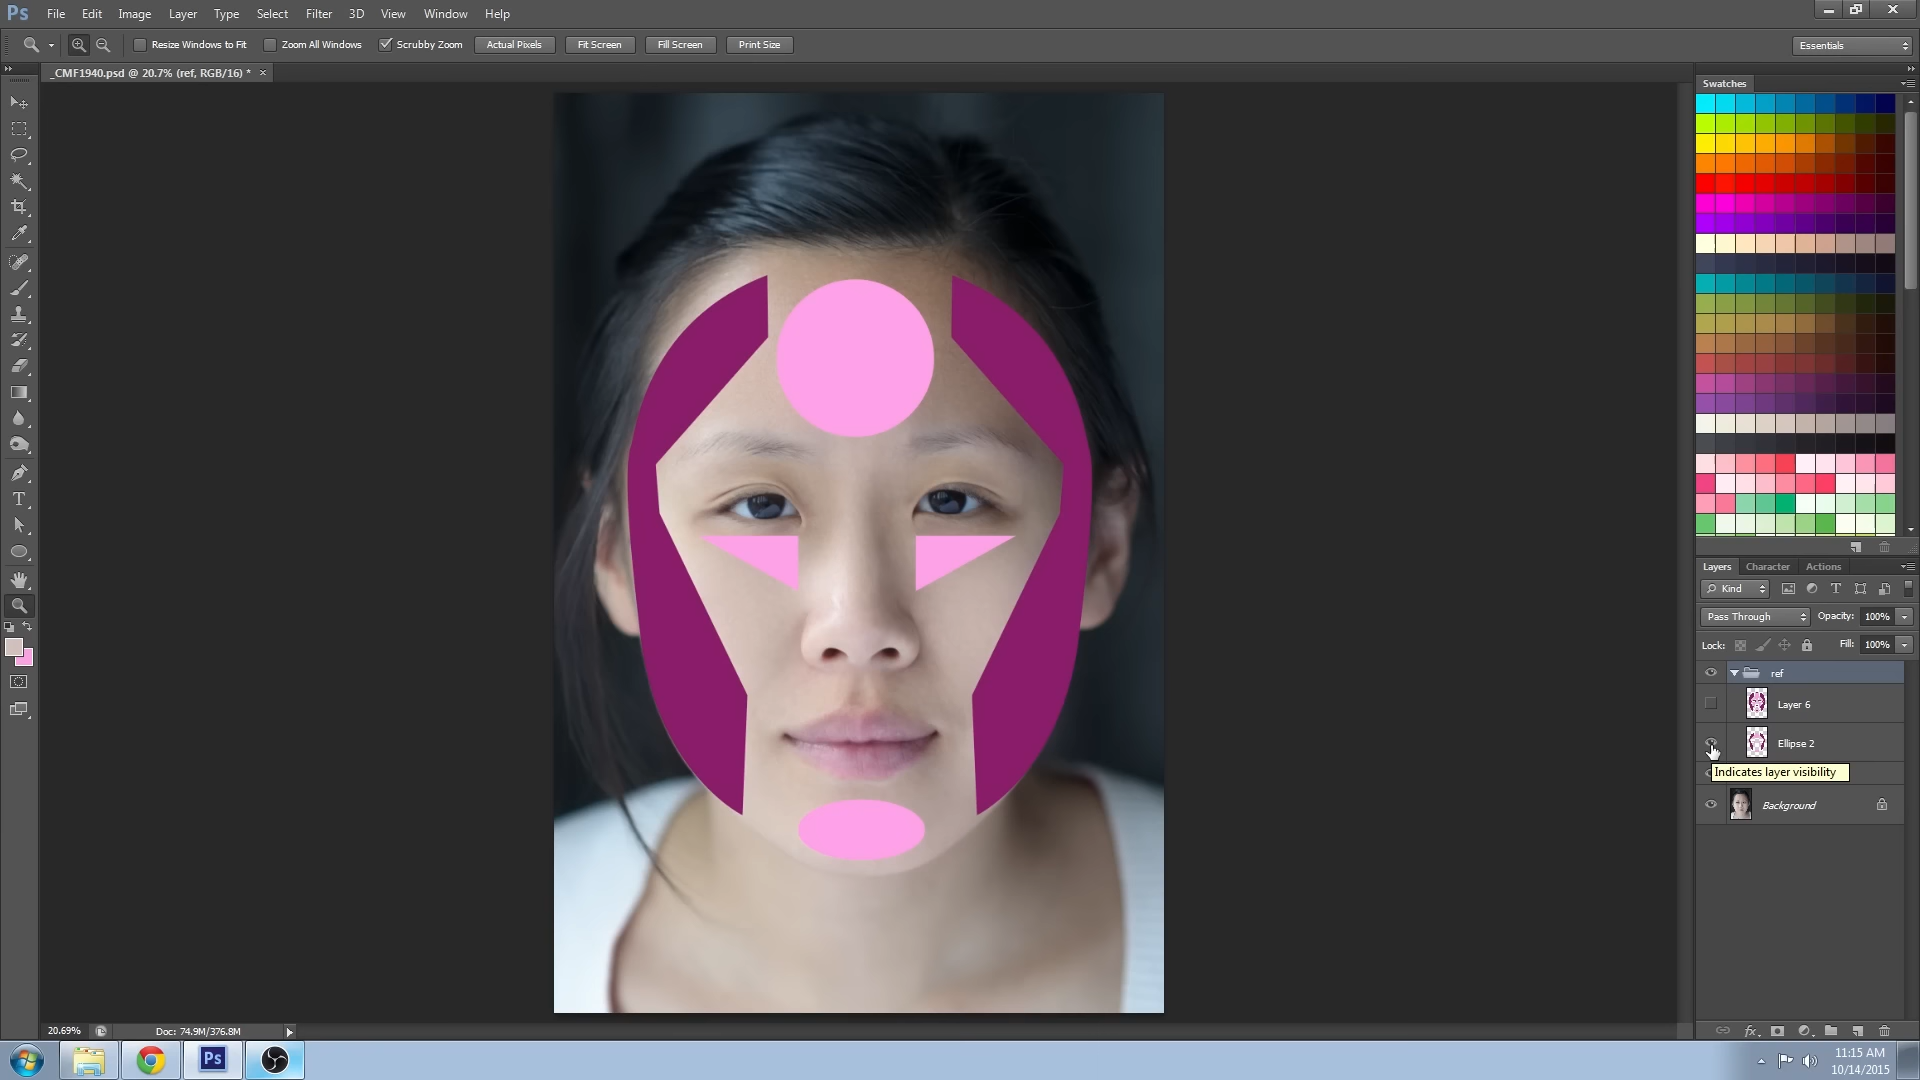 Ps File Edit Image Layer Type Select Filter 3D View Window Help
Resize Windows to Fit Zoom All Windows Scrubby Zoom Actual Pixels Fit Screen Fill Screen Print Size Essentials
_CMF1940.psd @ 20.7% (ref, RGB/16) * ×
Swatches
Layers Character Actions
Kind
Pass Through Opacity: 100%
Lock: Fill: 100%
ref
Layer 6
Ellipse 2
Indicates layer visibility
Background
20.69% Doc: 74.9M/376.8M
Ps
11:15 AM
10/14/2015